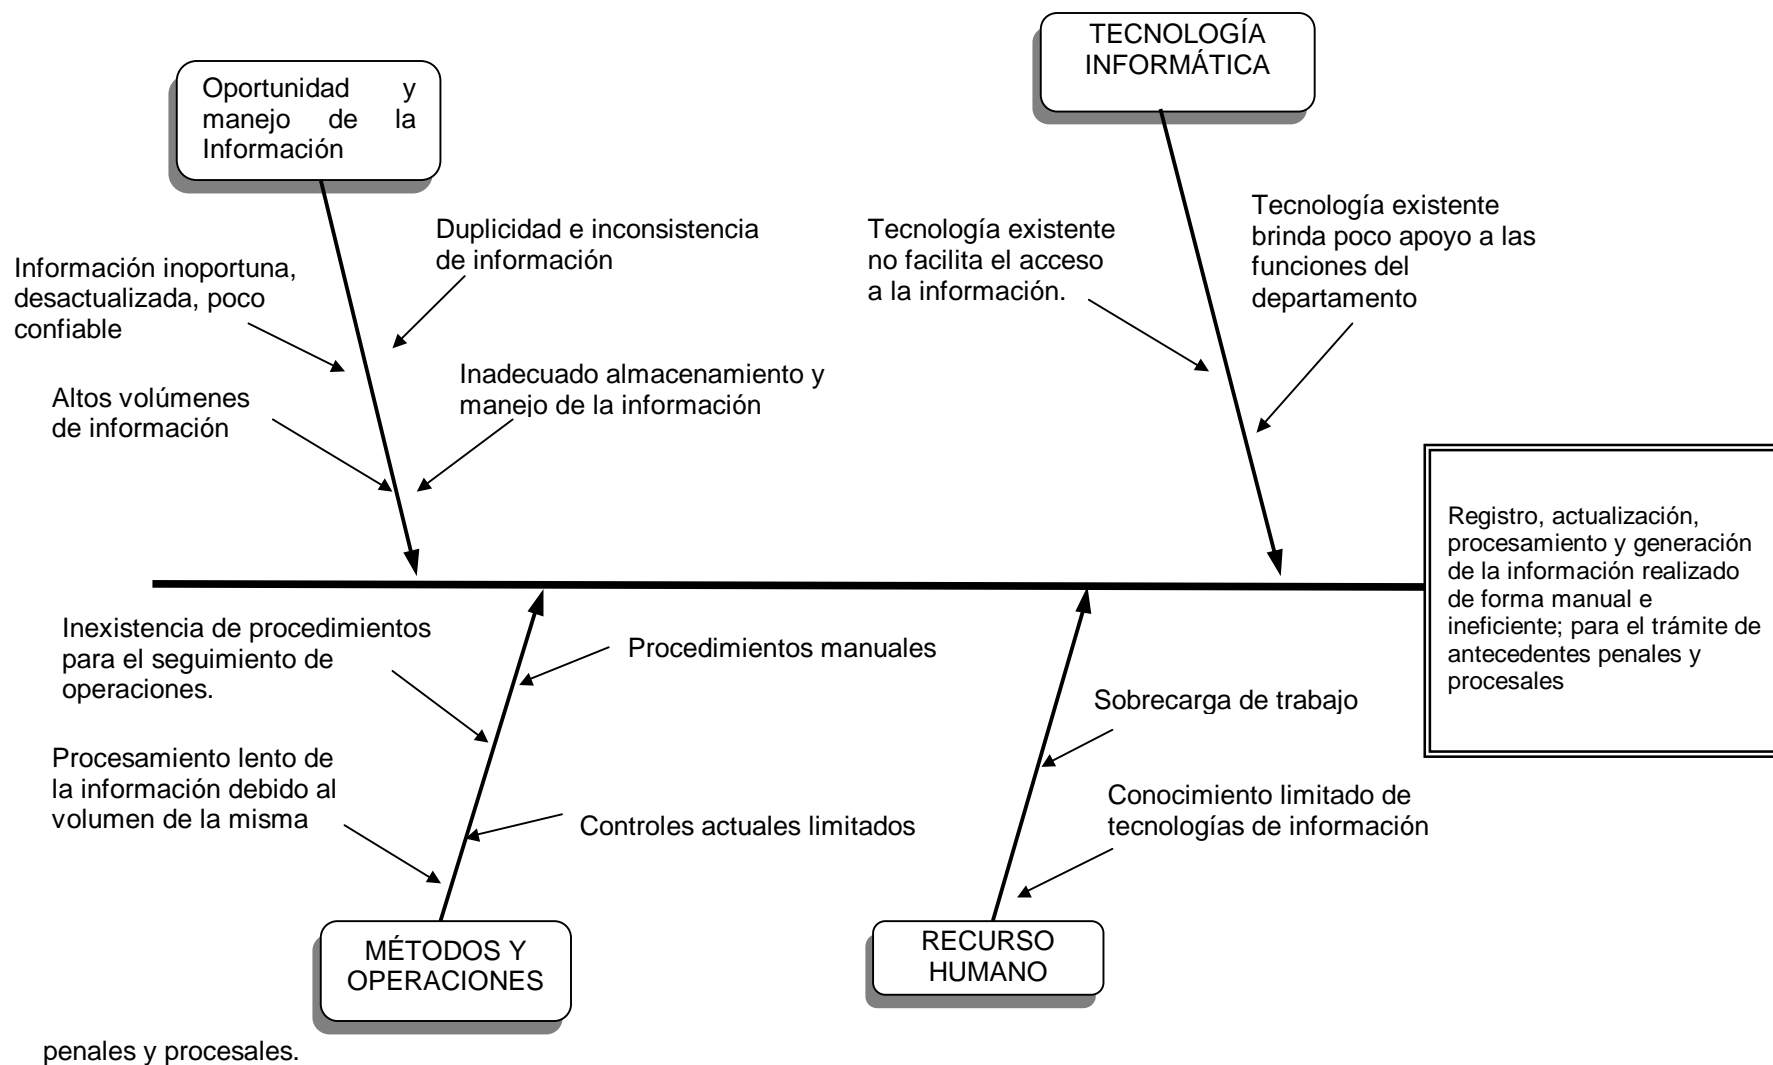 TECNOLOGÍA
INFORMÁTICA
Oportunidad y
manejo de la
Información
Tecnología existente
brinda poco apoyo a las
funciones del
departamento
Tecnología existente
no facilita el acceso
a la información.
Duplicidad e inconsistencia
de información
Información inoportuna,
desactualizada, poco
confiable
Inadecuado almacenamiento y
manejo de la información
Altos volúmenes
de información
Registro, actualización,
procesamiento y generación
de la información realizado
de forma manual e
ineficiente; para el trámite de
antecedentes penales y
procesales
Inexistencia de procedimientos
para el seguimiento de
operaciones.
Procedimientos manuales
Sobrecarga de trabajo
Procesamiento lento de
la información debido al
volumen de la misma
Controles actuales limitados
Conocimiento limitado de
tecnologías de información
MÉTODOS Y
OPERACIONES
RECURSO
HUMANO
penales y procesales.